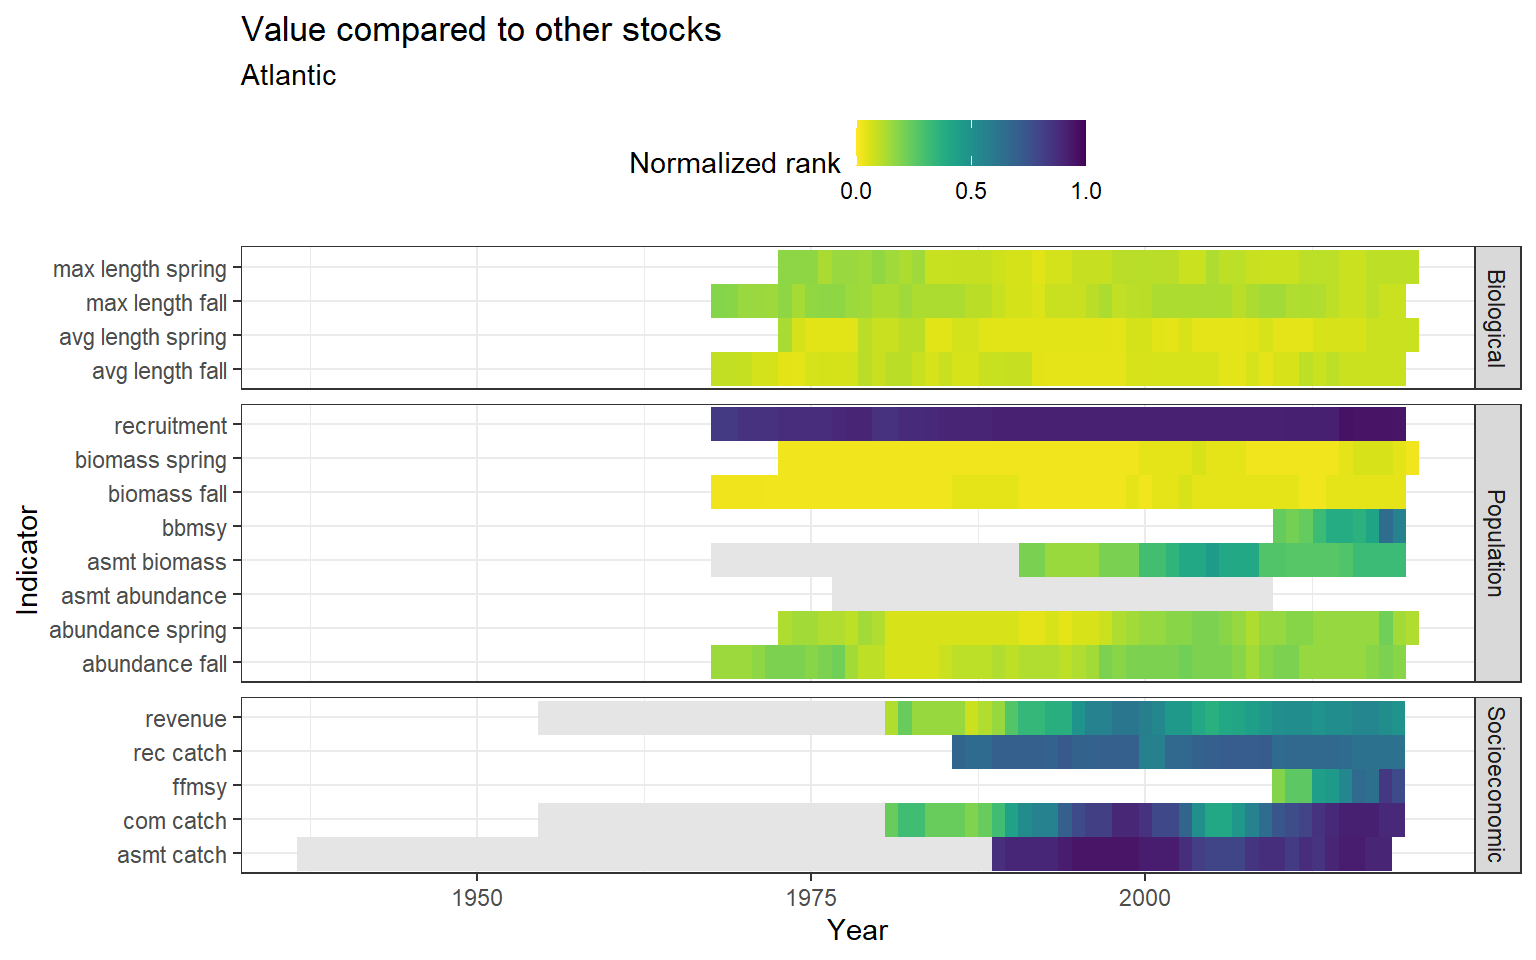 Value compared to other stocks
Atlantic
Normalized rank
0.0 0.5 1.0
max length spring
max length fall
avg length spring
avg length fall
Biological
recruitment
biomass spring
biomass fall
bbmsy
asmt biomass
asmt abundance
abundance spring
abundance fall
Population
revenue
rec catch
ffmsy
com catch
asmt catch
Socioeconomic
Indicator
1950 1975 2000
Year